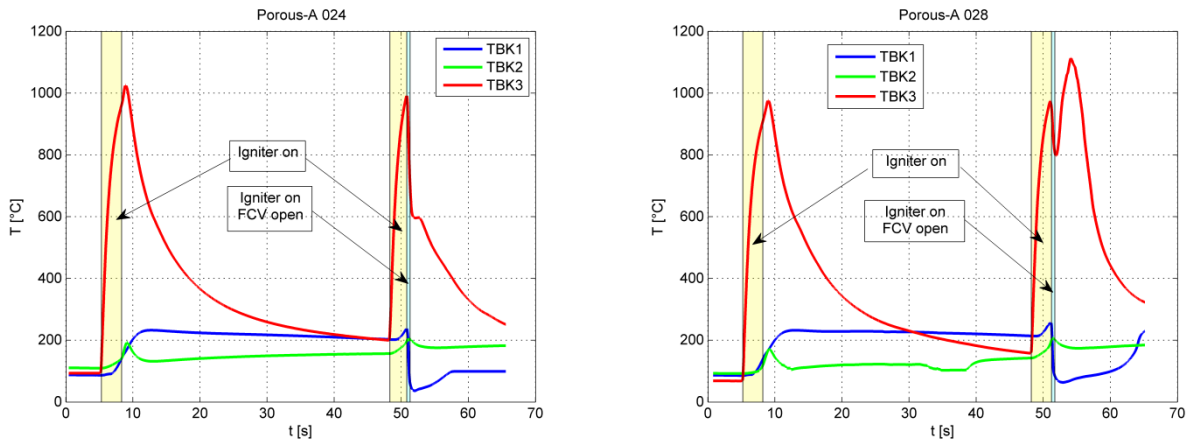 Porous-A 024
1200
1000
800
600
400
200
0
T [°C]
0 10 20 30 40 50 60 70
t [s]
TBK1
TBK2
TBK3
Igniter on
Igniter on
FCV open
Porous-A 028
1200
1000
800
600
400
200
0
T [°C]
0 10 20 30 40 50 60 70
t [s]
TBK1
TBK2
TBK3
Igniter on
Igniter on
FCV open